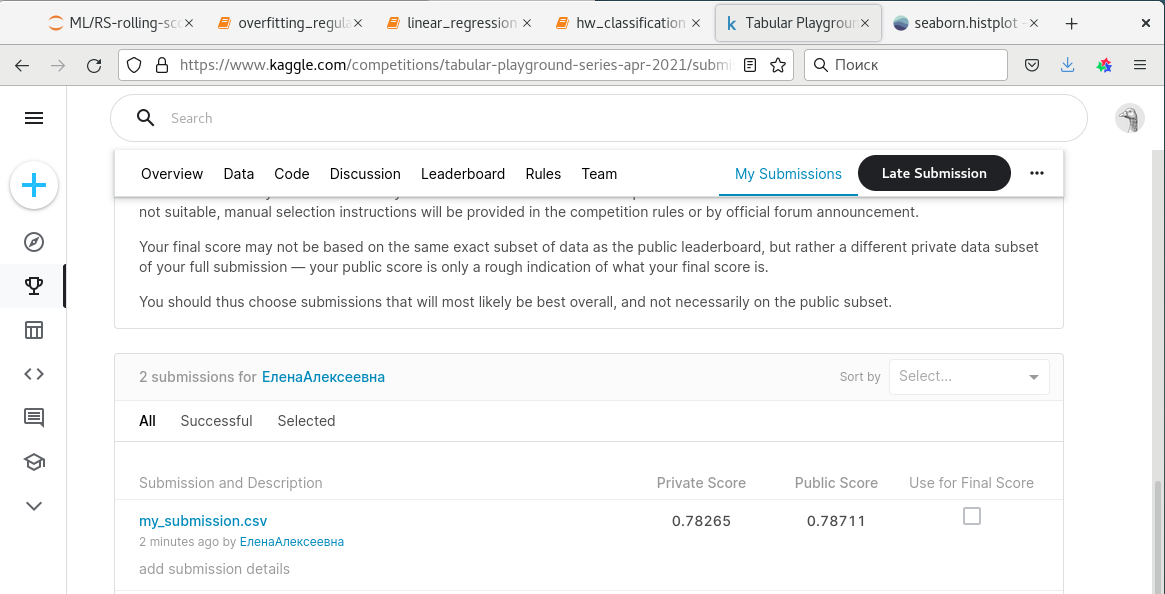 ML/RS-rolling-sco
overfitting_regula
linear_regression
hw_classification
Tabular Playgroun
seaborn.histplot -
https://www.kaggle.com/competitions/tabular-playground-series-apr-2021/submi
Поиск
Search
Overview Data Code Discussion Leaderboard Rules Team My Submissions Late Submission
not suitable, manual selection instructions will be provided in the competition rules or by official forum announcement.
Your final score may not be based on the same exact subset of data as the public leaderboard, but rather a different private data subset
of your full submission — your public score is only a rough indication of what your final score is.
You should thus choose submissions that will most likely be best overall, and not necessarily on the public subset.
2 submissions for ЕленаАлексеевна Sort by Select...
All Successful Selected
Submission and Description Private Score Public Score Use for Final Score
my_submission.csv 0.78265 0.78711
2 minutes ago by ЕленаАлексеевна
add submission details